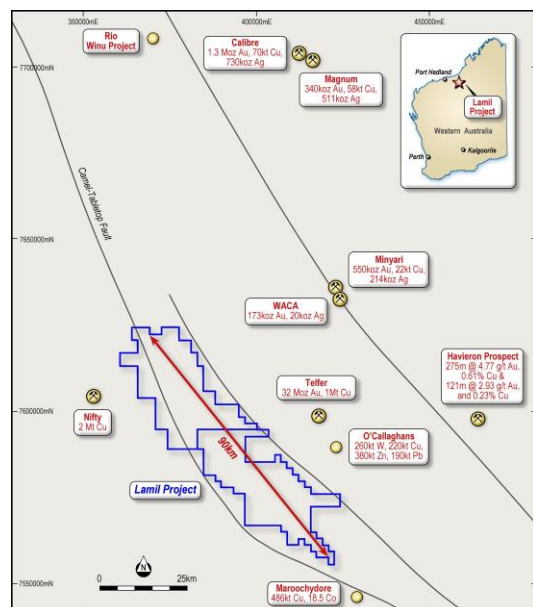 350000mE
400000mE
450000mE
Rio
Winu Project
Calibre
1.3 Moz Au, 70kt Cu,
730koz Ag
Magnum
340koz Au, 58kt Cu,
511koz Ag
7700000mN
Port Hedland
Lamil
Project
Western Australia
Perth
Kalgoorlie
Camel-Tabletop Fault
7650000mN
Minyari
550koz Au, 22kt Cu,
214koz Ag
WACA
173koz Au, 20koz Ag
Havieron Prospect
275m @ 4.77 g/t Au,
0.61% Cu &
121m @ 2.93 g/t Au,
and 0.23% Cu
Telfer
32 Moz Au, 1Mt Cu
7600000mN
Nifty
2 Mt Cu
O'Callaghans
260kt W, 220kt Cu,
380kt Zn, 190kt Pb
90km
Lamil Project
N
0
25km
7550000mN
Maroochydore
486kt Cu, 18.5 Co